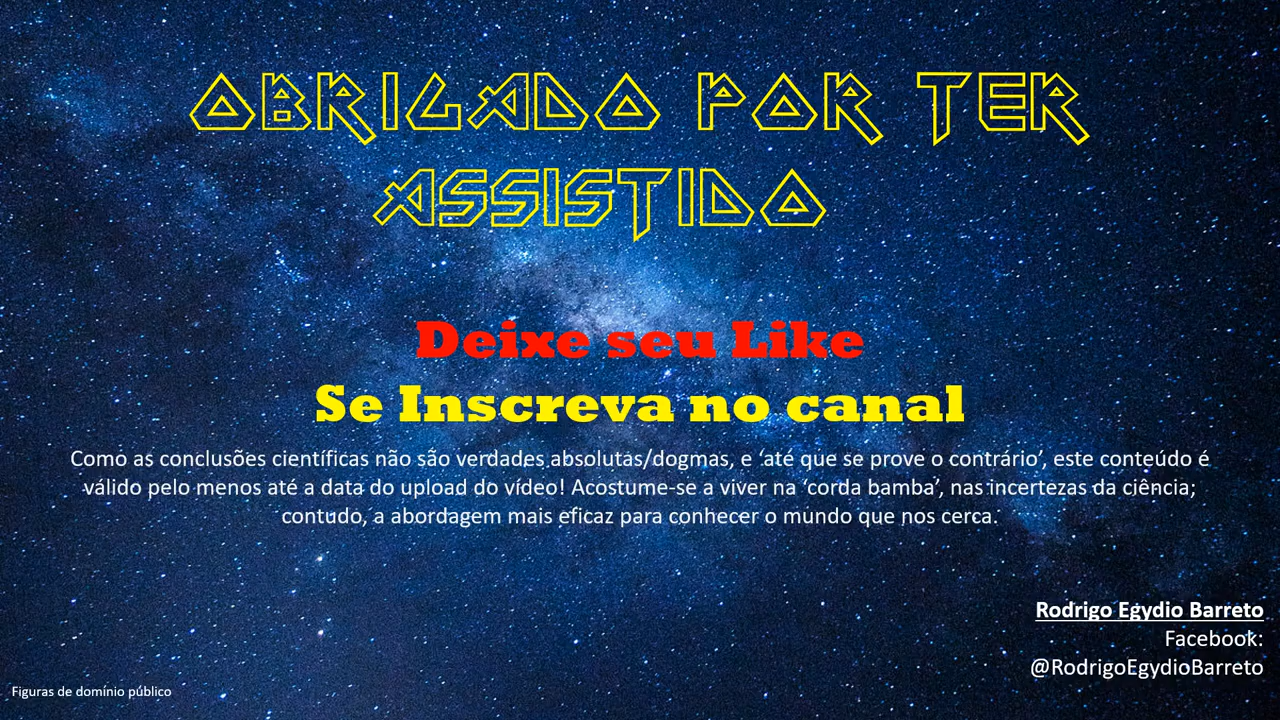 OBRIGADO POR TER
ASSISTIDO
Deixe seu Like
Se Inscreva no canal
Como as conclusões científicas não são verdades absolutas/dogmas, e ‘até que se prove o contrário’, este conteúdo é
válido pelo menos até a data do upload do vídeo! Acostume-se a viver na ‘corda bamba’, nas incertezas da ciência;
contudo, a abordagem mais eficaz para conhecer o mundo que nos cerca.
Rodrigo Egydio Barreto
Facebook:
@RodrigoEgydioBarreto
Figuras de domínio público